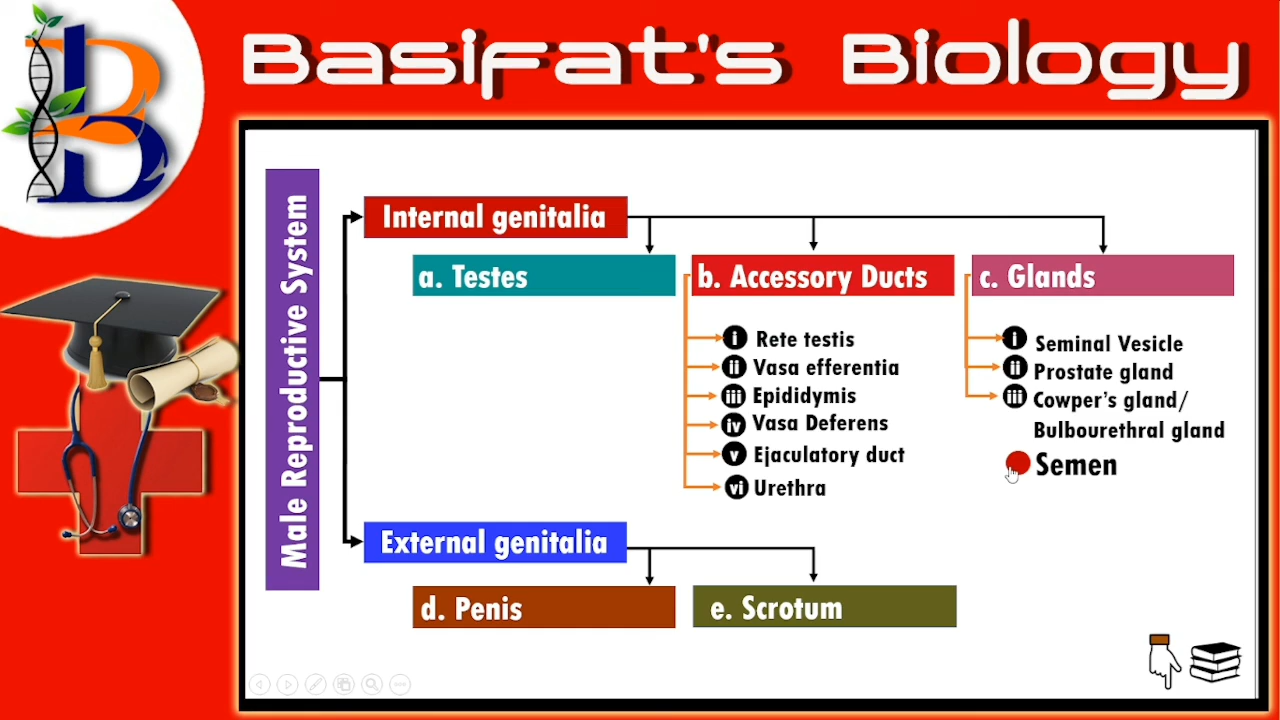 Basifat's Biology
Male Reproductive System
Internal genitalia
a. Testes
b. Accessory Ducts
i Rete testis
ii Vasa efferentia
iii Epididymis
iv Vasa Deferens
v Ejaculatory duct
vi Urethra
c. Glands
i Seminal Vesicle
ii Prostate gland
iii Cowper's gland/
Bulbourethral gland
Semen
External genitalia
d. Penis
e. Scrotum